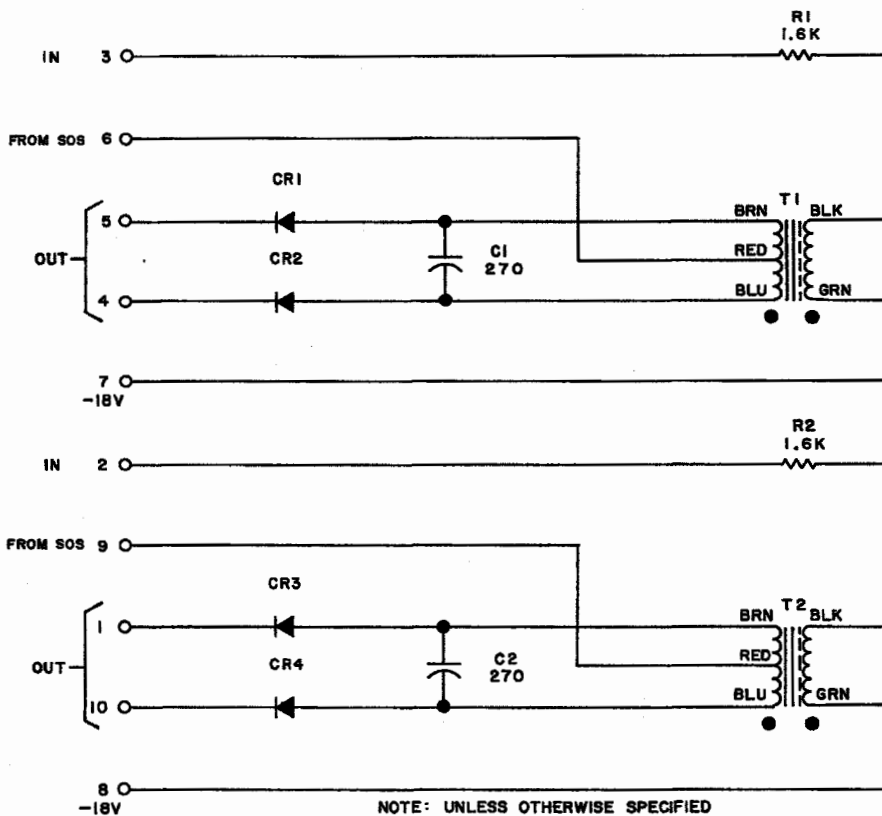 R1
1.6K
IN 3
FROM SOS 6
CR1
T1
5 BRN BLK
OUT CR2 C1 RED
270
4 BLU GRN
7
-18V
R2
1.6K
IN 2
FROM SOS 9
CR3
T2
1 BRN BLK
OUT CR4 C2 RED
270
10 BLU GRN
8
-18V
NOTE: UNLESS OTHERWISE SPECIFIED